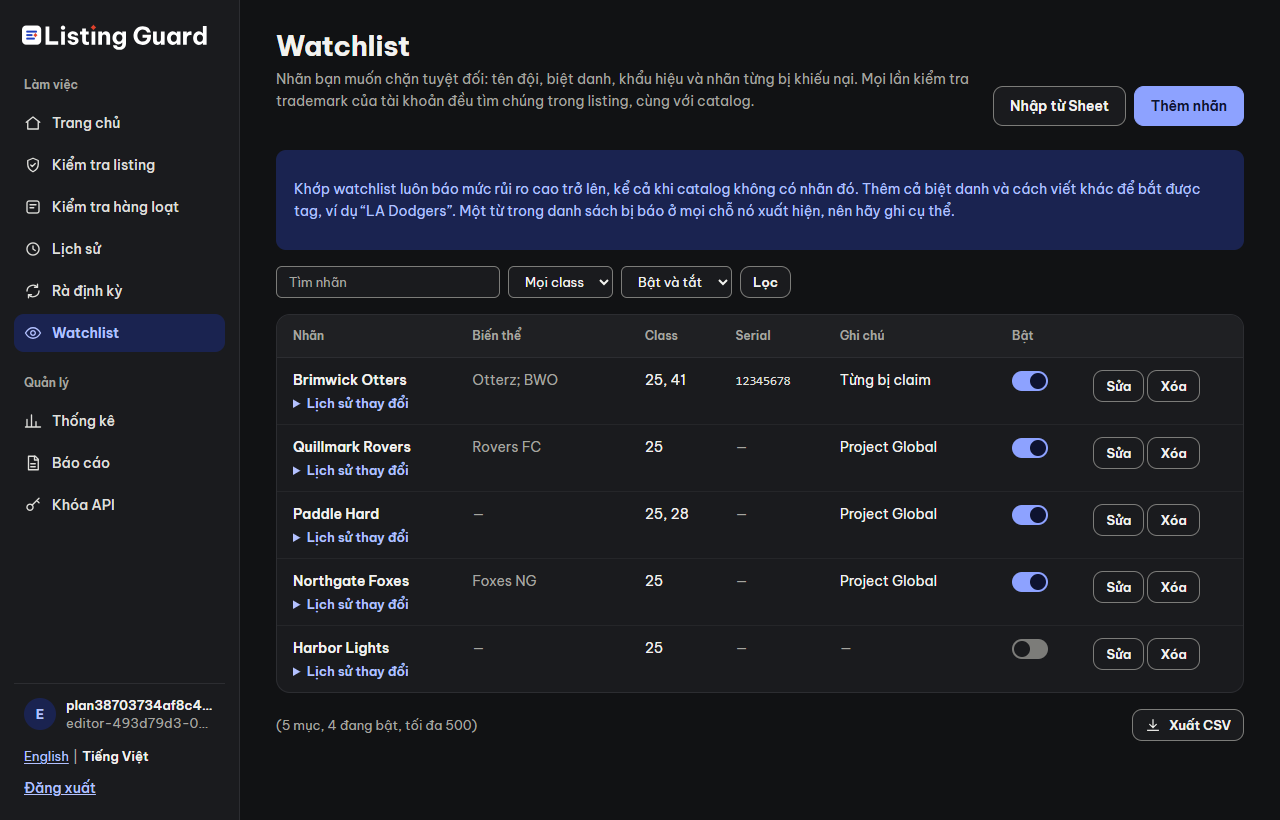 Listing Guard
Làm việc
Trang chủ
Kiểm tra listing
Kiểm tra hàng loạt
Lịch sử
Rà định kỳ
Watchlist
Quản lý
Thống kê
Báo cáo
Khóa API
E
plan38703734af8c4...
editor-493d79d3-0...
English | Tiếng Việt
Đăng xuất
Watchlist
Nhãn bạn muốn chặn tuyệt đối: tên đội, biệt danh, khẩu hiệu và nhãn từng bị khiếu nại. Mọi lần kiểm tra
trademark của tài khoản đều tìm chúng trong listing, cùng với catalog.
Nhập từ Sheet
Thêm nhãn
Khớp watchlist luôn báo mức rủi ro cao trở lên, kể cả khi catalog không có nhãn đó. Thêm cả biệt danh và cách viết khác để bắt được
tag, ví dụ “LA Dodgers”. Một từ trong danh sách bị báo ở mọi chỗ nó xuất hiện, nên hãy ghi cụ thể.
Tìm nhãn
Mọi class
Bật và tắt
Lọc
Nhãn Biến thể Class Serial Ghi chú Bật
Brimwick Otters Otterz; BWO 25, 41 12345678 Từng bị claim Sửa Xóa
Lịch sử thay đổi
Quillmark Rovers Rovers FC 25 — Project Global Sửa Xóa
Lịch sử thay đổi
Paddle Hard — 25, 28 — Project Global Sửa Xóa
Lịch sử thay đổi
Northgate Foxes Foxes NG 25 — Project Global Sửa Xóa
Lịch sử thay đổi
Harbor Lights — 25 — — Sửa Xóa
Lịch sử thay đổi
(5 mục, 4 đang bật, tối đa 500)
Xuất CSV